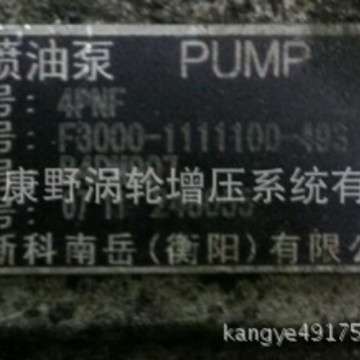 喷油泵 PUMP
号: 4PNF
号: F3000-1111100-493
康野涡轮增压系统有
号:
新科南岳(衡阳)有限公
kangye49175